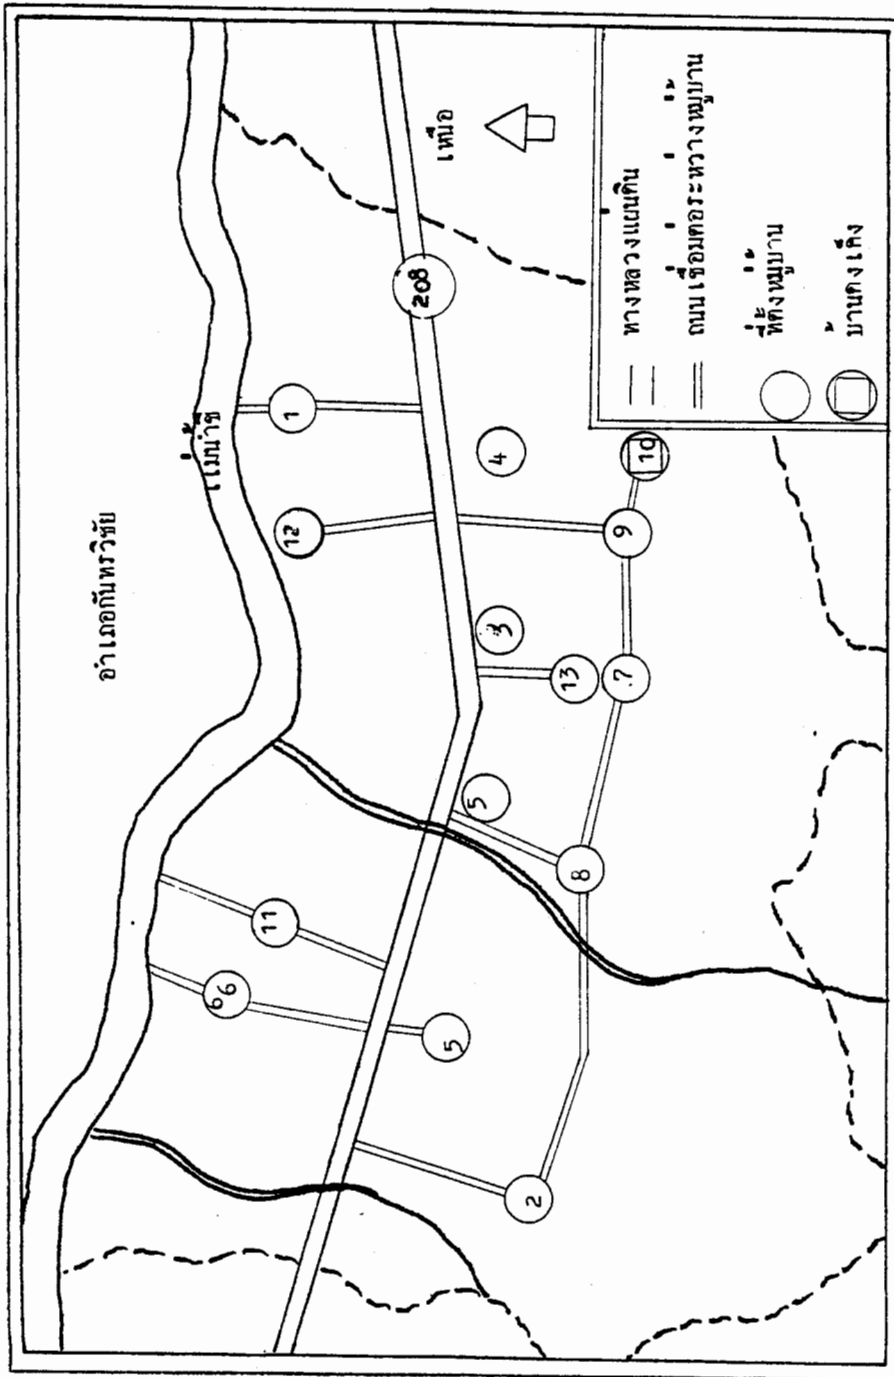 อำเภอกันทรวิชัย
แม่น้ำชี
เหนือ
208
1
12
4
10
9
3
13
7
5
8
11
66
5
2
ทางหลวงแผ่นดิน
ถนนเชื่อมต่อระหว่างหมู่บ้าน
ที่ตั้งหมู่บ้าน
บ้านดงเค็ง